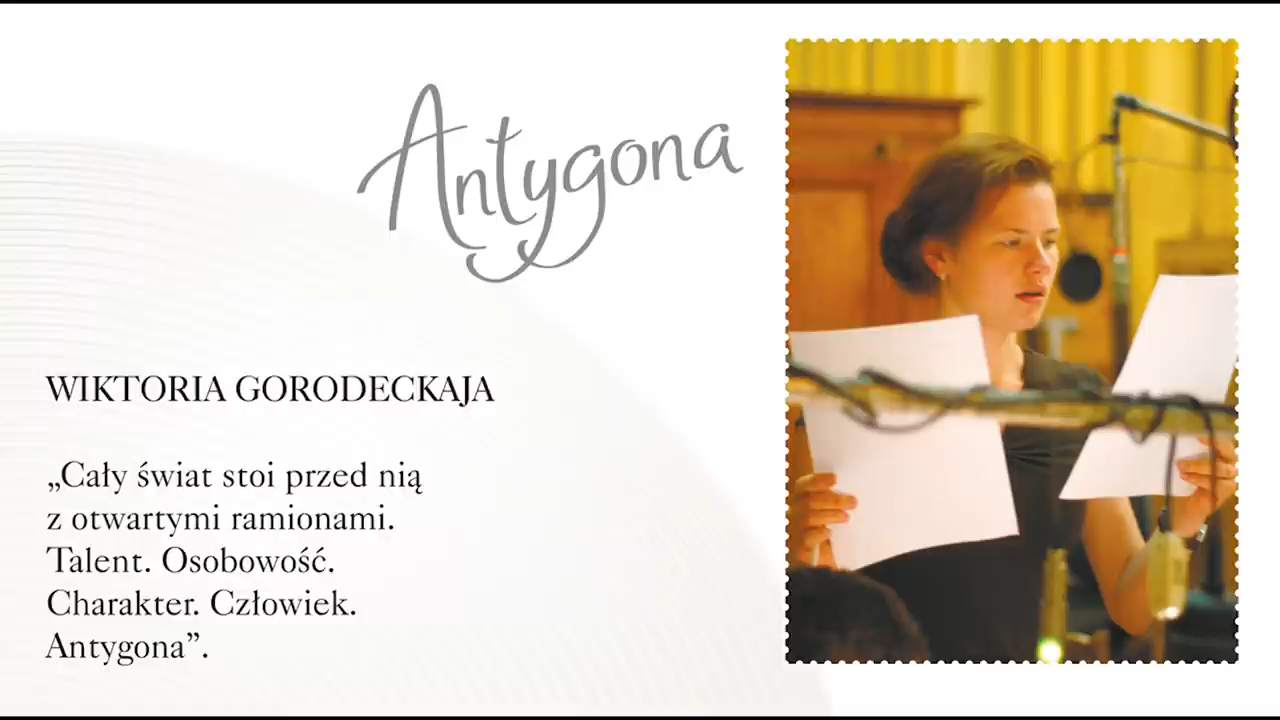 Antygona
WIKTORIA GORODECKAJA
„Cały świat stoi przed nią
z otwartymi ramionami.
Talent. Osobowość.
Charakter. Człowiek.
Antygona”.